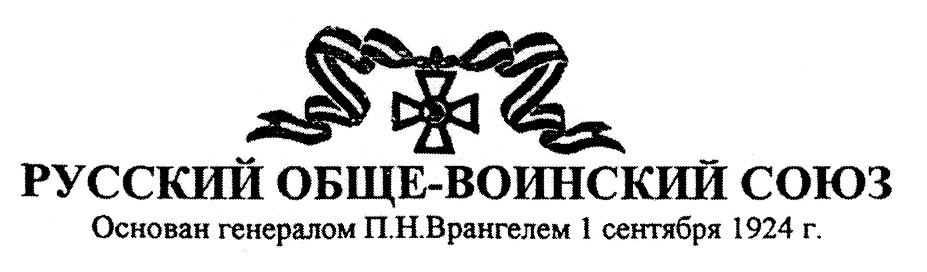 РУССКИЙ ОБЩЕ-ВОИНСКИЙ СОЮЗ
Основан генералом П.Н.Врангелем 1 сентября 1924 г.